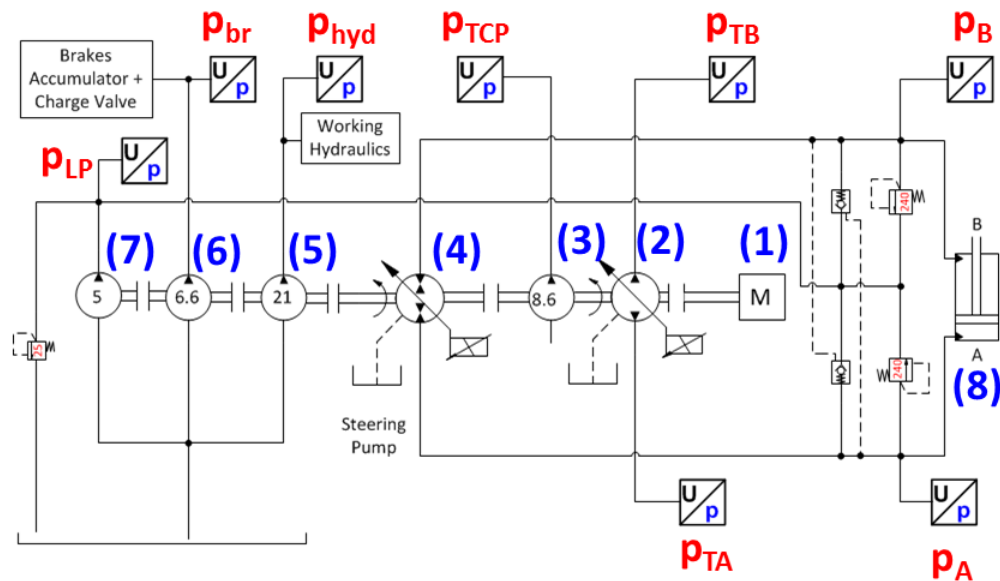 p_br
p_hyd
p_TCP
p_TB
p_B
Brakes
Accumulator +
Charge Valve
U
p
U
p
U
p
U
p
U
p
p_LP
U
p
Working
Hydraulics
240
B
(7)
(6)
(5)
(4)
(3)
(2)
(1)
5
6.6
21
8.6
M
25
240
A
(8)
Steering
Pump
U
p
U
p
p_TA
p_A